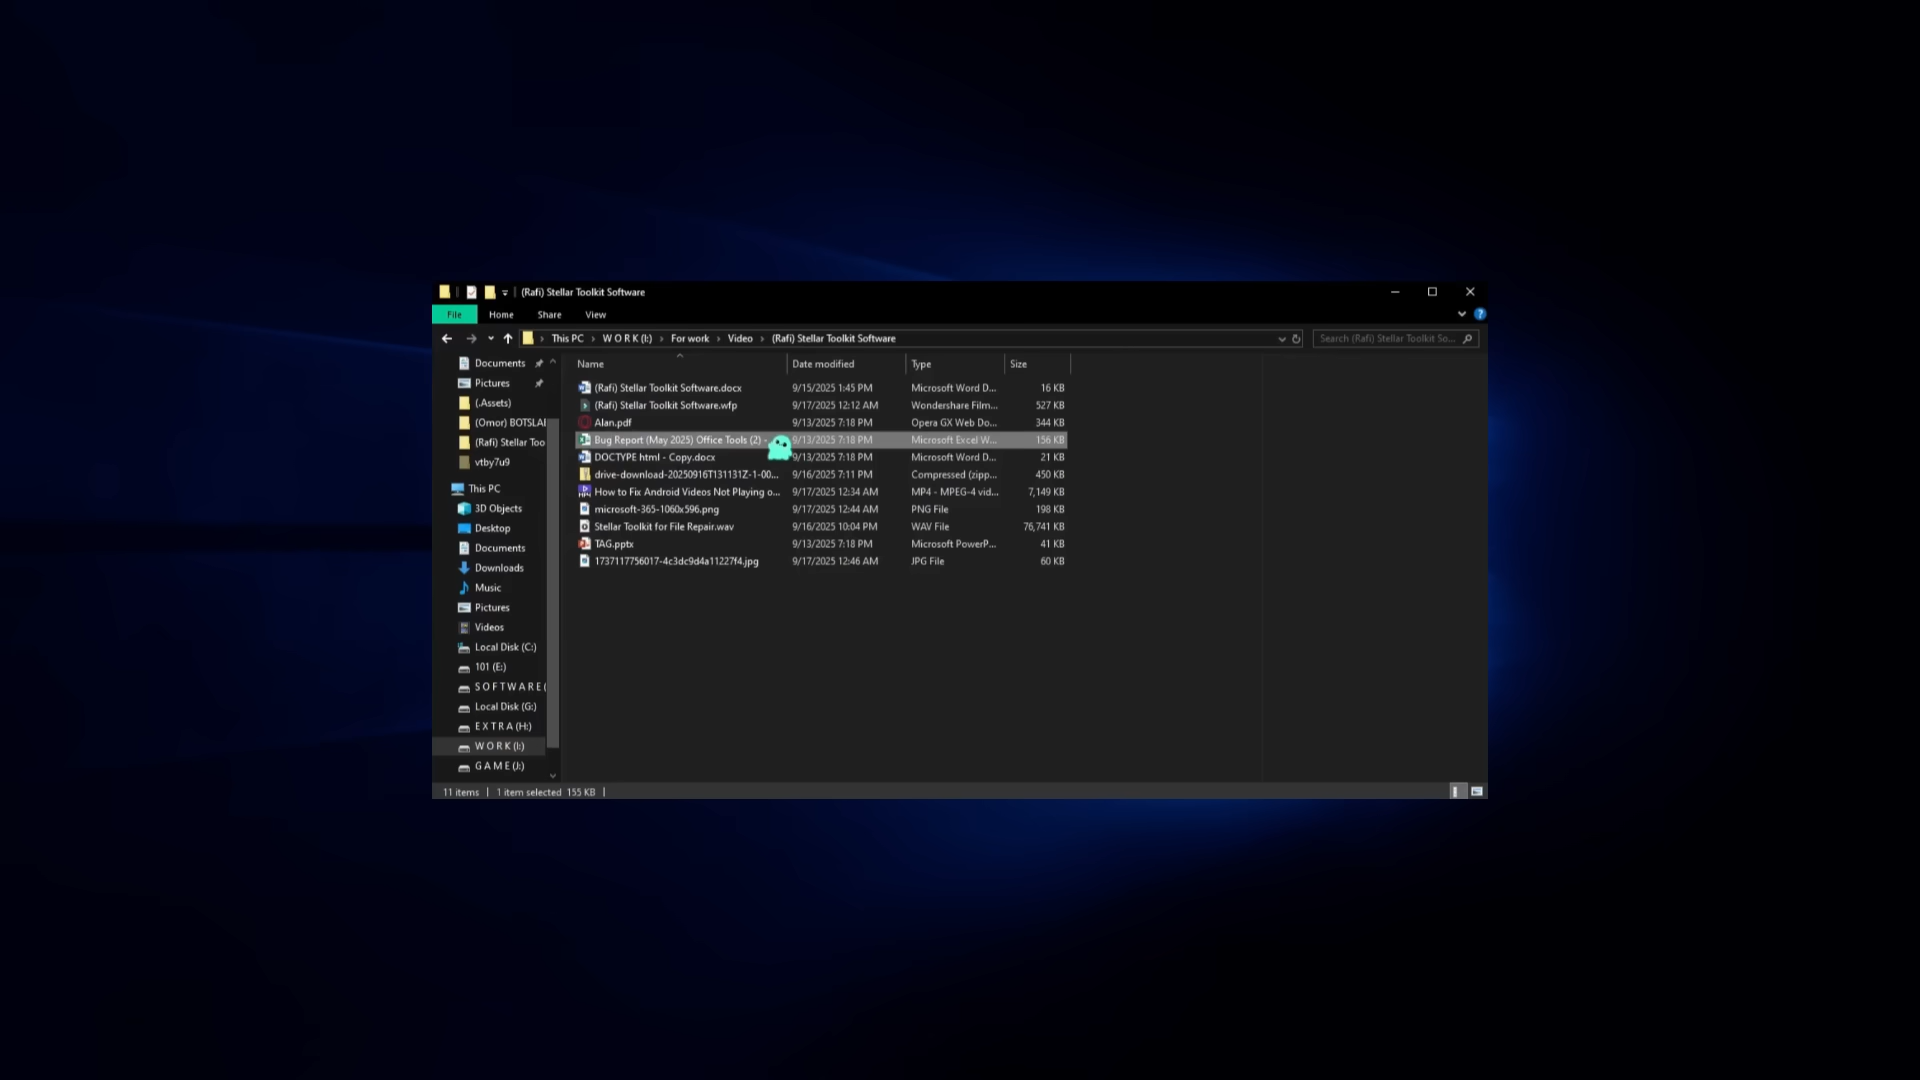 (Rafi) Stellar Toolkit Software
File Home Share View
This PC > W O R K (I:) > For work > Video > (Rafi) Stellar Toolkit Software
Search (Rafi) Stellar Toolkit So...
Name Date modified Type Size
(Rafi) Stellar Toolkit Software.docx 9/15/2025 1:45 PM Microsoft Word D... 16 KB
(Rafi) Stellar Toolkit Software.wfp 9/17/2025 12:12 AM Wondershare Film... 527 KB
Alan.pdf 9/13/2025 7:18 PM Opera GX Web Do... 344 KB
Bug Report (May 2025) Office Tools (2) - 9/13/2025 7:18 PM Microsoft Excel W... 156 KB
DOCTYPE html - Copy.docx 9/13/2025 7:18 PM Microsoft Word D... 21 KB
drive-download-20250916T131131Z-1-00... 9/16/2025 7:11 PM Compressed (zipp... 450 KB
How to Fix Android Videos Not Playing o... 9/17/2025 12:34 AM MP4 - MPEG-4 vid... 7,149 KB
microsoft-365-1060x596.png 9/17/2025 12:44 AM PNG File 198 KB
Stellar Toolkit for File Repair.wav 9/16/2025 10:04 PM WAV File 76,741 KB
TAG.pptx 9/13/2025 7:18 PM Microsoft PowerP... 41 KB
1737117756017-4c3dc9d4a11227f4.jpg 9/17/2025 12:46 AM JPG File 60 KB
Documents
Pictures
(.Assets)
(Omor) BOTSLAI
(Rafi) Stellar Too
vtby7u9
This PC
3D Objects
Desktop
Documents
Downloads
Music
Pictures
Videos
Local Disk (C:)
101 (E:)
S O F T W A R E (
Local Disk (G:)
E X T R A (H:)
W O R K (I:)
G A M E (J:)
11 items | 1 item selected 155 KB |